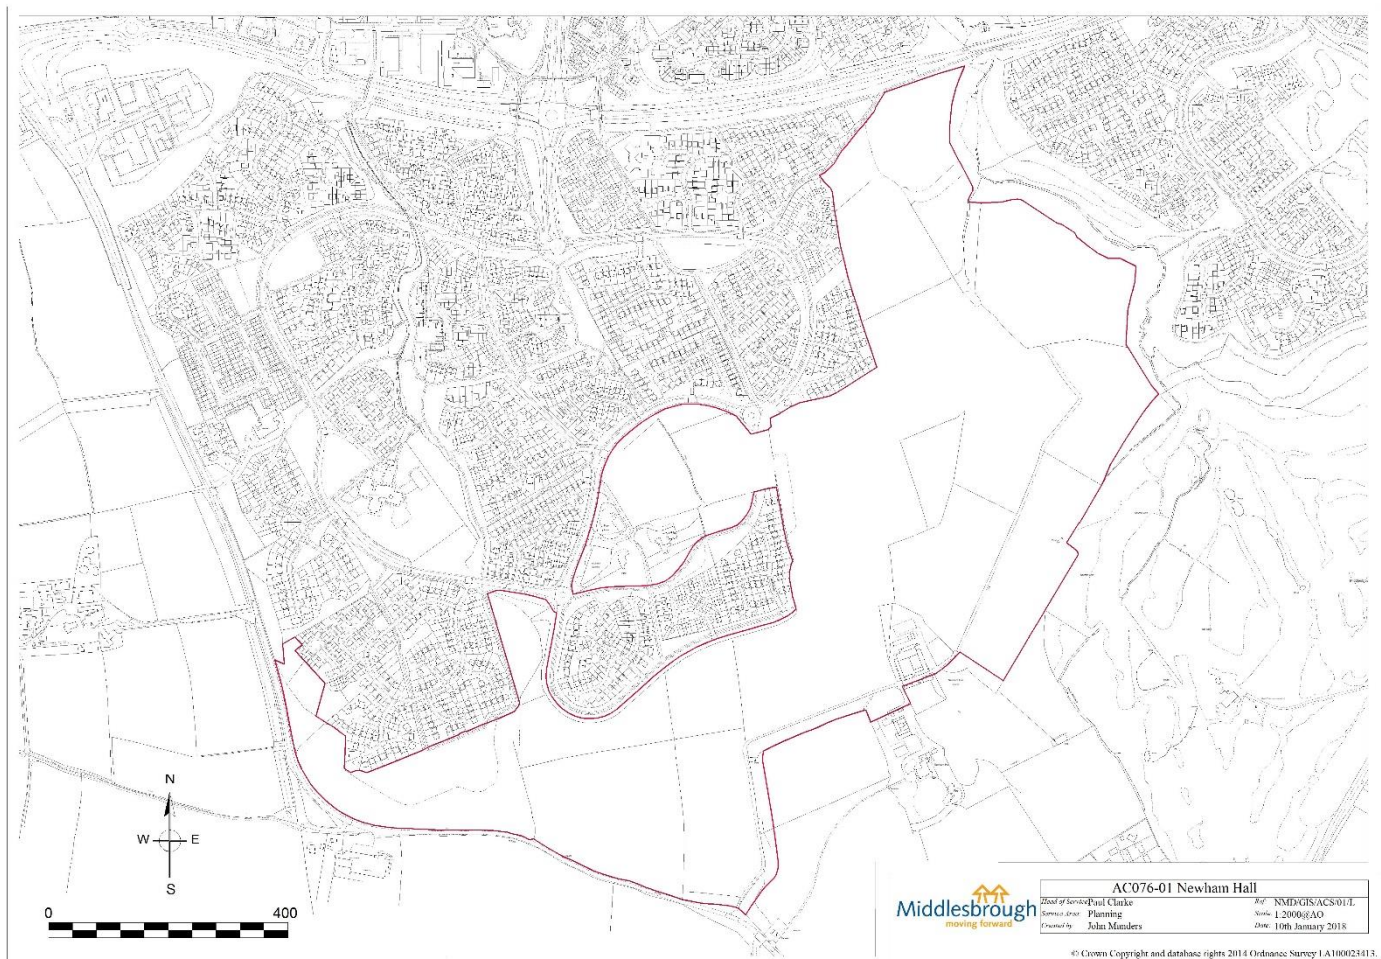 N
W E
S
0 400
Middlesbrough
moving forward
AC076-01 Newham Hall
Head of Service Paul Clarke
Ref: NMD/GIS/ACS/01/L
Service Area: Planning
Scale: 1:2000@AO
Created by: John Munders
Date: 10th January 2018
© Crown Copyright and database rights 2014 Ordnance Survey LA100023413.